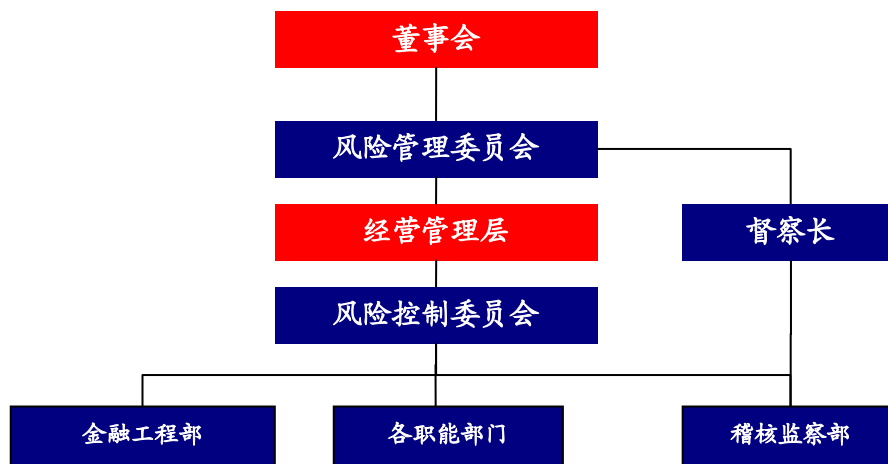 董事会
风险管理委员会
经营管理层
督察长
风险控制委员会
金融工程部
各职能部门
稽核监察部